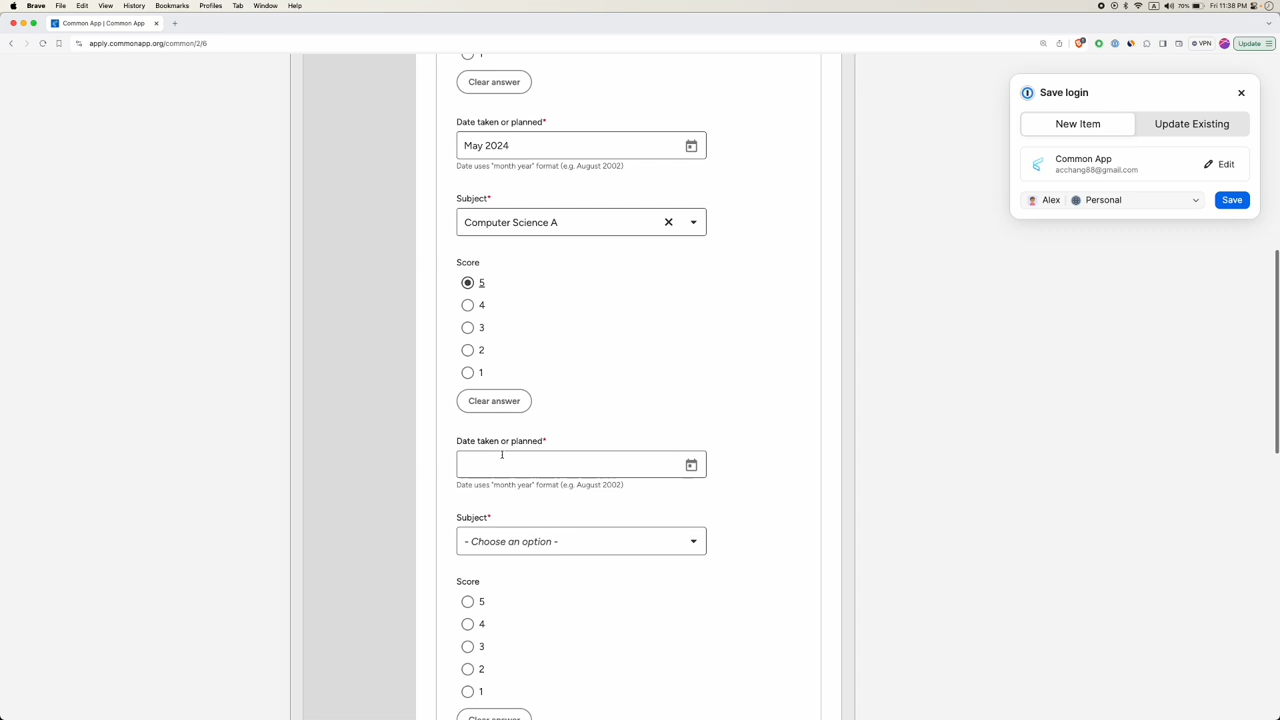 Brave File Edit View History Bookmarks Profiles Tab Window Help
70% Fri 11:38 PM
Common App | Common App
apply.commonapp.org/common/2/6
VPN
Update
Clear answer
Date taken or planned*
May 2024
Date uses "month year" format (e.g. August 2002)
Subject*
Computer Science A
Score
5
4
3
2
1
Clear answer
Date taken or planned*
Date uses "month year" format (e.g. August 2002)
Subject*
- Choose an option -
Score
5
4
3
2
1
Clear answer
Save login
New Item Update Existing
Common App
acchang88@gmail.com
Edit
Alex Personal
Save